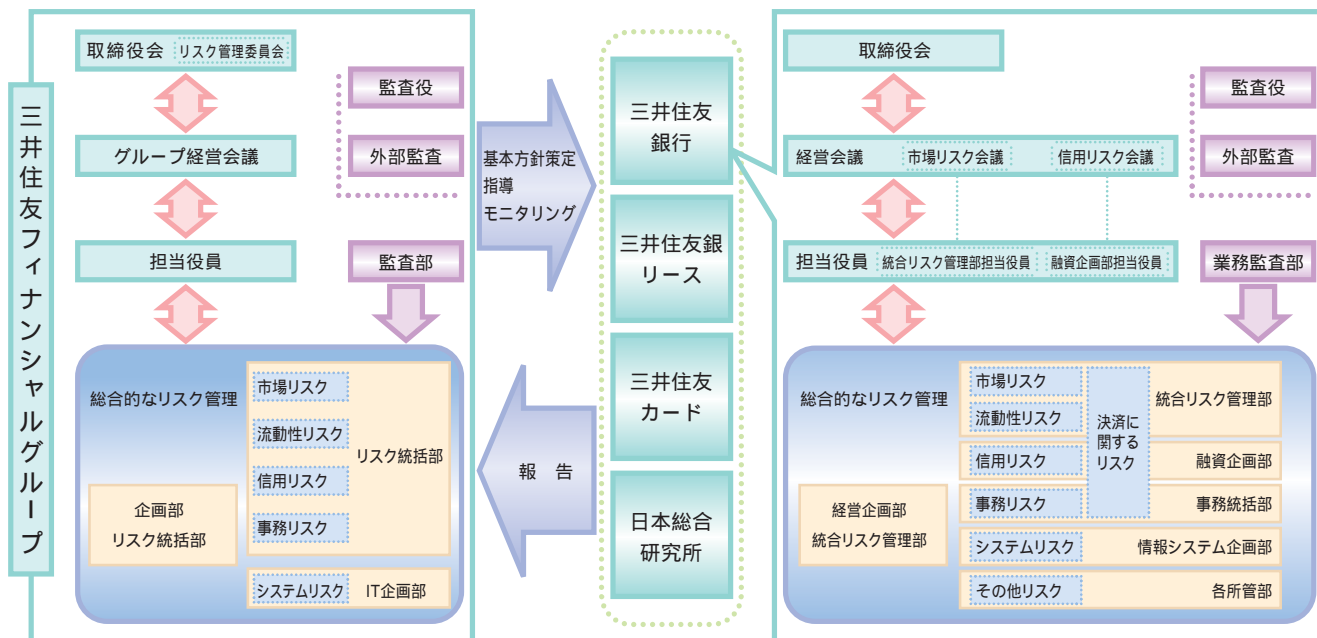 三井住友フィナンシャルグループ
取締役会
リスク管理委員会
グループ経営会議
担当役員
監査役
外部監査
監査部
総合的なリスク管理
企画部
リスク統括部
市場リスク
流動性リスク
信用リスク
事務リスク
リスク統括部
システムリスク
IT企画部
基本方針策定
指導
モニタリング
報 告
三井住友
銀行
三井住友銀
リース
三井住友
カード
日本総合
研究所
取締役会
経営会議
市場リスク会議
信用リスク会議
担当役員
統合リスク管理部担当役員
融資企画部担当役員
監査役
外部監査
業務監査部
総合的なリスク管理
経営企画部
統合リスク管理部
市場リスク
流動性リスク
統合リスク管理部
決済に
関する
リスク
信用リスク
融資企画部
事務リスク
事務統括部
システムリスク
情報システム企画部
その他リスク
各所管部